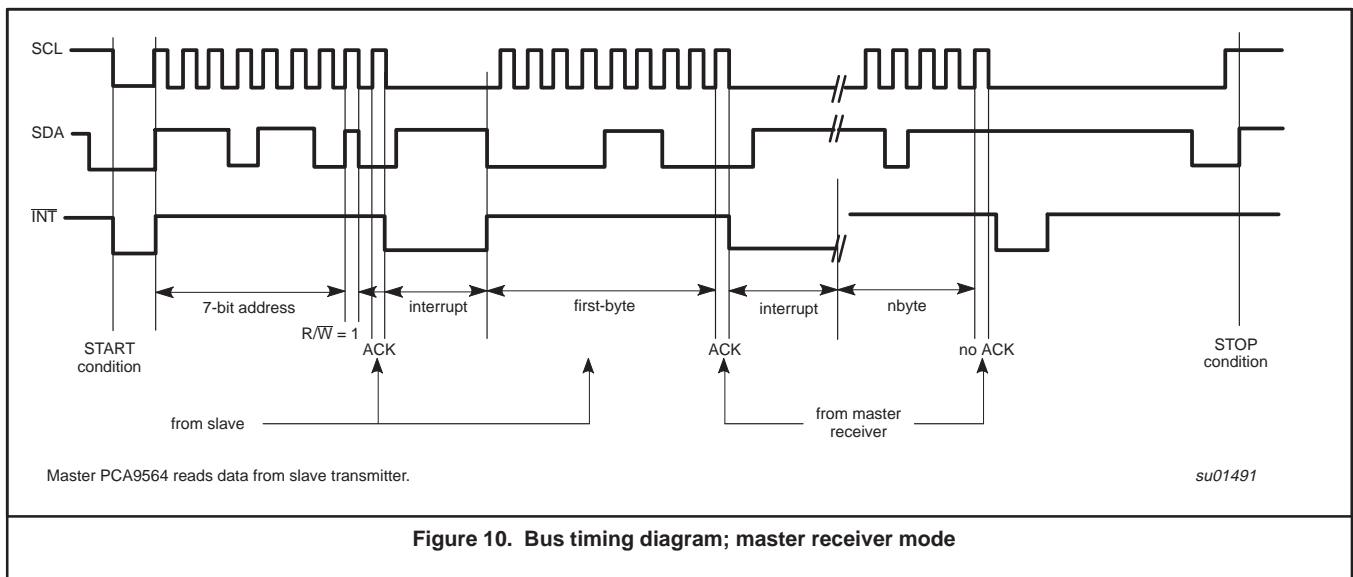 SCL
SDA
INT
7-bit address
interrupt
first-byte
interrupt
nbyte
R/W = 1
START
condition
ACK
ACK
no ACK
STOP
condition
from slave
from master
receiver
Master PCA9564 reads data from slave transmitter.
su01491
Figure 10. Bus timing diagram; master receiver mode